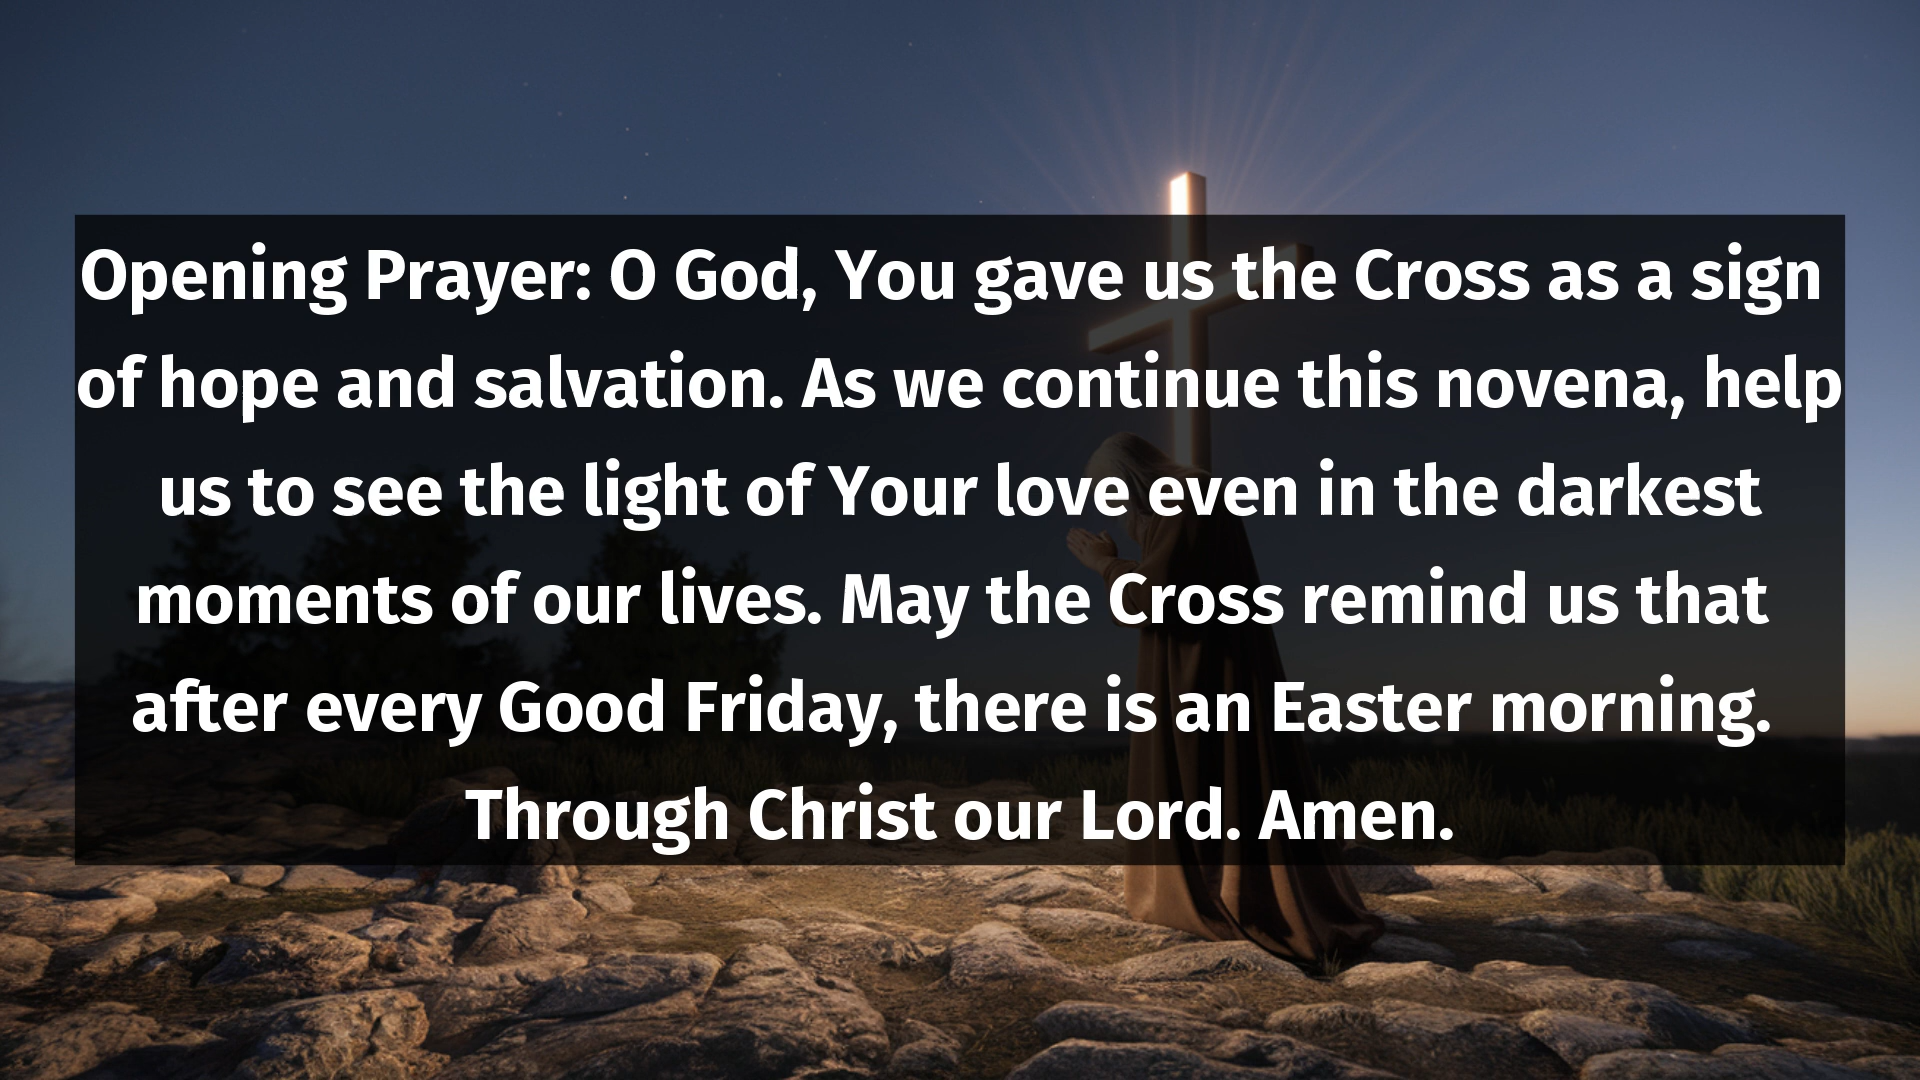 Opening Prayer: O God, You gave us the Cross as a sign
of hope and salvation. As we continue this novena, help
us to see the light of Your love even in the darkest
moments of our lives. May the Cross remind us that
after every Good Friday, there is an Easter morning.
Through Christ our Lord. Amen.